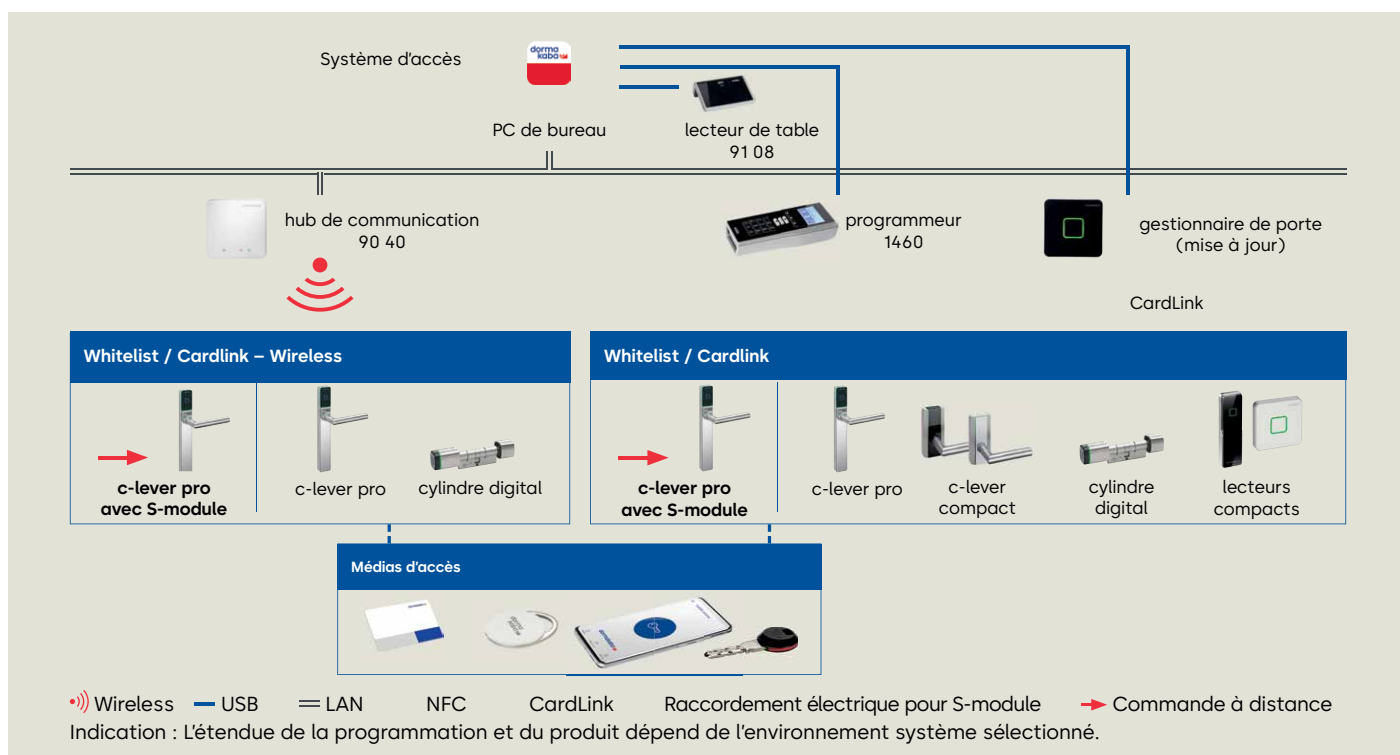 Système d'accès
dorma
kaba
PC de bureau
lecteur de table
91 08
hub de communication
90 40
programmeur
1460
gestionnaire de porte
(mise à jour)
CardLink
Whitelist / Cardlink – Wireless
c-lever pro
avec S-module
c-lever pro
cylindre digital
Whitelist / Cardlink
c-lever pro
avec S-module
c-lever pro
c-lever
compact
cylindre
digital
lecteurs
compacts
Médias d'accès
Wireless
USB
LAN
NFC
CardLink
Raccordement électrique pour S-module
Commande à distance
Indication : L'étendue de la programmation et du produit dépend de l'environnement système sélectionné.